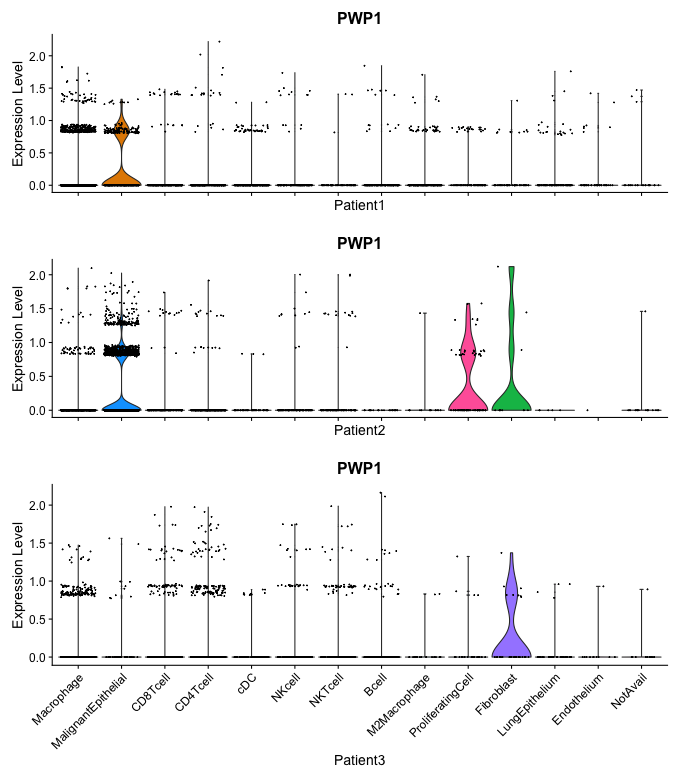 PWP1
Expression Level
2.0
1.5
1.0
0.5
0.0
Patient1
PWP1
Expression Level
2.0
1.5
1.0
0.5
0.0
Patient2
PWP1
Expression Level
2.0
1.5
1.0
0.5
0.0
Macrophage
MalignantEpithelial
CD8Tcell
CD4Tcell
cDC
NKcell
NKTcell
Bcell
M2Macrophage
ProliferatingCell
Fibroblast
LungEpithelium
Endothelium
NotAvail
Patient3